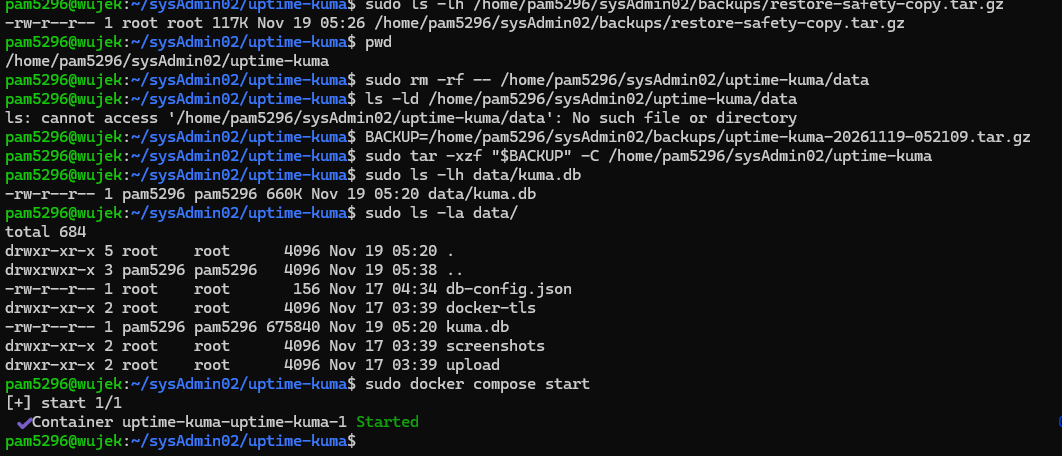 pam5296@wujek:~/sysAdmin02/uptime-kuma$ sudo ls -lh /home/pam5296/sysAdmin02/backups/restore-safety-copy.tar.gz
-rw-r--r-- 1 root root 117K Nov 19 05:26 /home/pam5296/sysAdmin02/backups/restore-safety-copy.tar.gz
pam5296@wujek:~/sysAdmin02/uptime-kuma$ pwd
/home/pam5296/sysAdmin02/uptime-kuma
pam5296@wujek:~/sysAdmin02/uptime-kuma$ sudo rm -rf -- /home/pam5296/sysAdmin02/uptime-kuma/data
pam5296@wujek:~/sysAdmin02/uptime-kuma$ ls -ld /home/pam5296/sysAdmin02/uptime-kuma/data
ls: cannot access '/home/pam5296/sysAdmin02/uptime-kuma/data': No such file or directory
pam5296@wujek:~/sysAdmin02/uptime-kuma$ BACKUP=/home/pam5296/sysAdmin02/backups/uptime-kuma-20261119-052109.tar.gz
pam5296@wujek:~/sysAdmin02/uptime-kuma$ sudo tar -xzf "$BACKUP" -C /home/pam5296/sysAdmin02/uptime-kuma
pam5296@wujek:~/sysAdmin02/uptime-kuma$ sudo ls -lh data/kuma.db
-rw-r--r-- 1 pam5296 pam5296 660K Nov 19 05:20 data/kuma.db
pam5296@wujek:~/sysAdmin02/uptime-kuma$ sudo ls -la data/
total 684
drwxr-xr-x 5 root    root      4096 Nov 19 05:20 .
drwxrwxr-x 3 pam5296 pam5296   4096 Nov 19 05:38 ..
-rw-r--r-- 1 root    root       156 Nov 17 04:34 db-config.json
drwxr-xr-x 2 root    root      4096 Nov 17 03:39 docker-tls
-rw-r--r-- 1 pam5296 pam5296 675840 Nov 19 05:20 kuma.db
drwxr-xr-x 2 root    root      4096 Nov 17 03:39 screenshots
drwxr-xr-x 2 root    root      4096 Nov 17 03:39 upload
pam5296@wujek:~/sysAdmin02/uptime-kuma$ sudo docker compose start
[+] start 1/1
 ✔Container uptime-kuma-uptime-kuma-1 Started
pam5296@wujek:~/sysAdmin02/uptime-kuma$